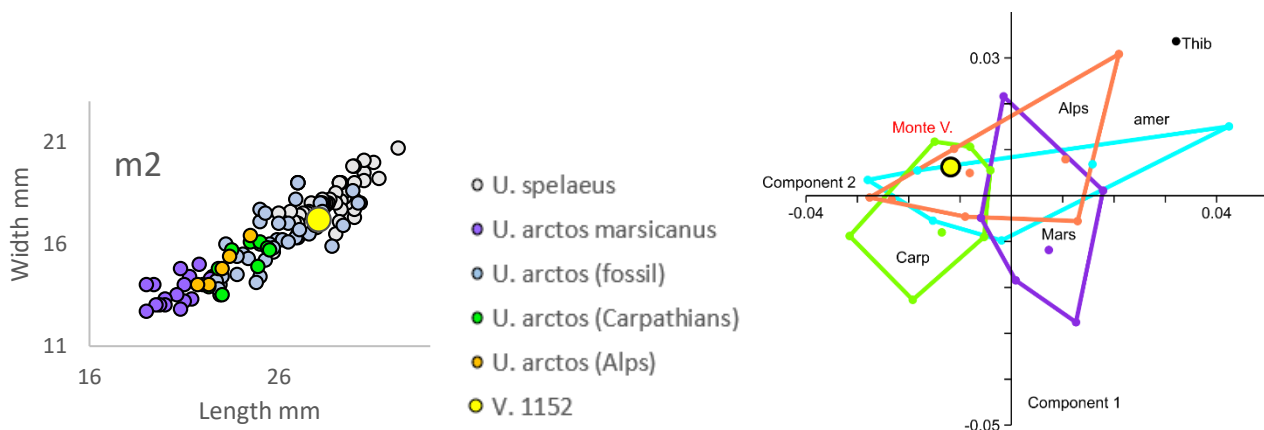 21
m2
16
11
Width mm
16
26
Length mm
U. spelaeus
U. arctos marsicanus
U. arctos (fossil)
U. arctos (Carpathians)
U. arctos (Alps)
V. 1152
Thib
0.03
Alps
amer
Monte V.
Component 2
-0.04
0.04
Mars
Carp
Component 1
-0.05